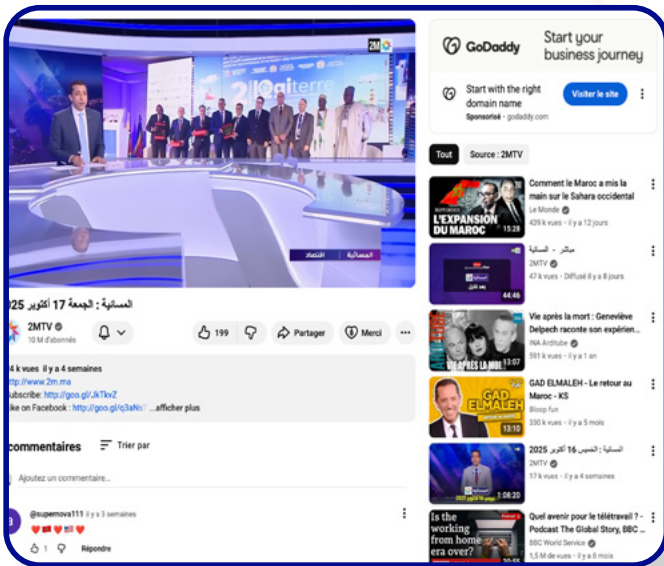 2M
المسائية
اقتصاد
المسائية : الجمعة 17 أكتوبر 2025
2MTV
10 M d'abonnés
199
Partager
Merci
4 k vues il y a 4 semaines
http://www.2m.ma
Subscribe: http://goo.gl/JkTkvZ
Like on Facebook : ...afficher plus
commentaires
Trier par
Ajoutez un commentaire...
@supernova111 il y a 3 semaines
1
Répondre
GoDaddy
Start your
business journey
Start with the right
domain name
Sponsorisé · godaddy.com
Visiter le site
Tout
Source : 2MTV
L'EXPANSION
DU MAROC
15:28
Comment le Maroc a mis la
main sur le Sahara occidental
Le Monde
439 k vues · il y a 12 jours
44:46
مباشر - المسائية
2MTV
47 k vues · Diffusé il y a 8 jours
VIE APRÈS LA MORT
13:07
Vie après la mort : Geneviève
Delpech raconte son expérien...
INA Arditube
591 k vues · il y a 1 an
GAD
ELMALEH
13:10
GAD ELMALEH - Le retour au
Maroc - KS
Bloop fun
330 k vues · il y a 5 mois
1:08:20
المسائية : الخميس 16 أكتوبر 2025
2MTV
17 k vues · il y a 4 semaines
Is the
working
from home
era over?
20:55
Quel avenir pour le télétravail ? -
Podcast The Global Story, BBC ...
BBC World Service
1,5 M de vues · il y a 8 mois